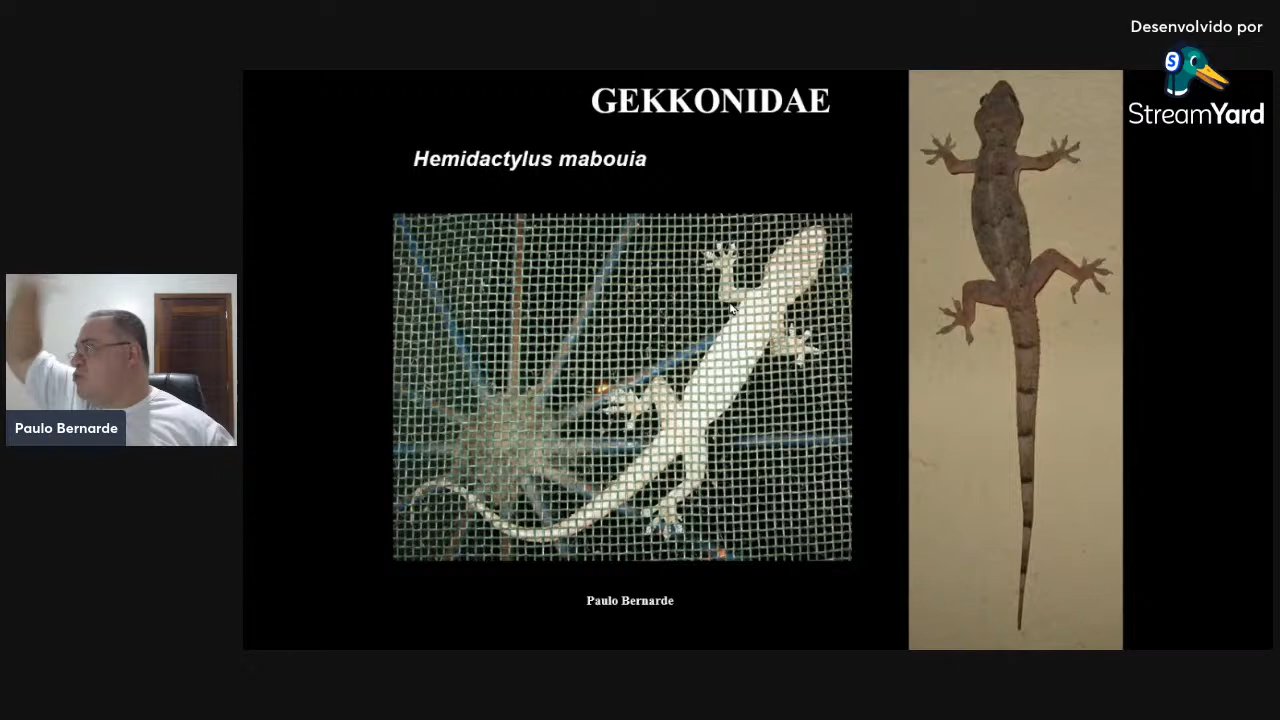 Desenvolvido por
StreamYard
GEKKONIDAE
Hemidactylus mabouia
Paulo Bernarde
Paulo Bernarde